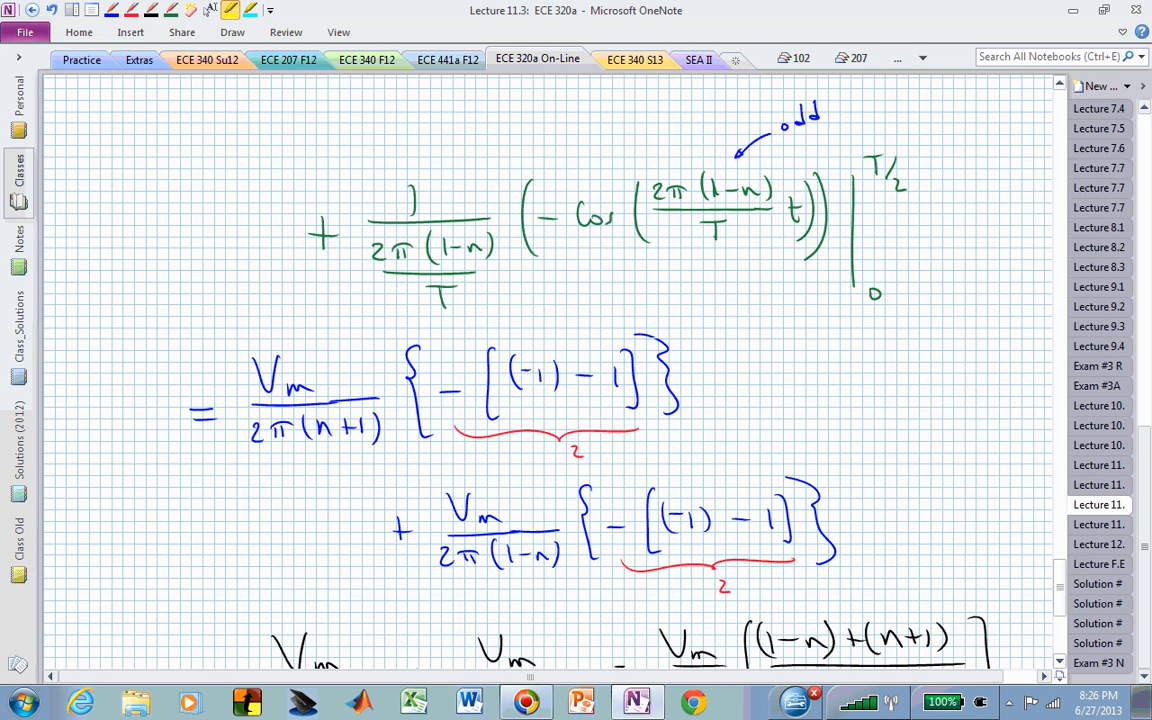 Lecture 11.3: ECE 320a - Microsoft OneNote
File Home Insert Share Draw Review View
Practice Extras ECE 340 Su12 ECE 207 F12 ECE 340 F12 ECE 441a F12 ECE 320a On-Line ECE 340 S13 SEA II 102 207 ... Search All Notebooks (Ctrl+E)
Personal
Classes
Notes
Class_Solutions
Solutions (2012)
Class Old
odd
+ 1 / (2π(1-n) / T) (- cos (2π(1-n) / T t)) | 0 T/2
= Vm / 2π(n+1) { - [(-1) - 1] }
2
+ Vm / 2π(1-n) { - [(-1) - 1] }
2
Vm Vm Vm [(1-n)+(n+1)
New ...
Lecture 7.4
Lecture 7.5
Lecture 7.6
Lecture 7.7
Lecture 7.7
Lecture 7.7
Lecture 8.1
Lecture 8.2
Lecture 8.3
Lecture 9.1
Lecture 9.2
Lecture 9.3
Lecture 9.4
Exam #3 R
Exam #3A
Lecture 10.
Lecture 10.
Lecture 10.
Lecture 11.
Lecture 11.
Lecture 11.
Lecture 11.
Lecture 12.
Lecture F.E
Solution #
Solution #
Solution #
Solution #
Exam #3 N
100%
8:26 PM
6/27/2013